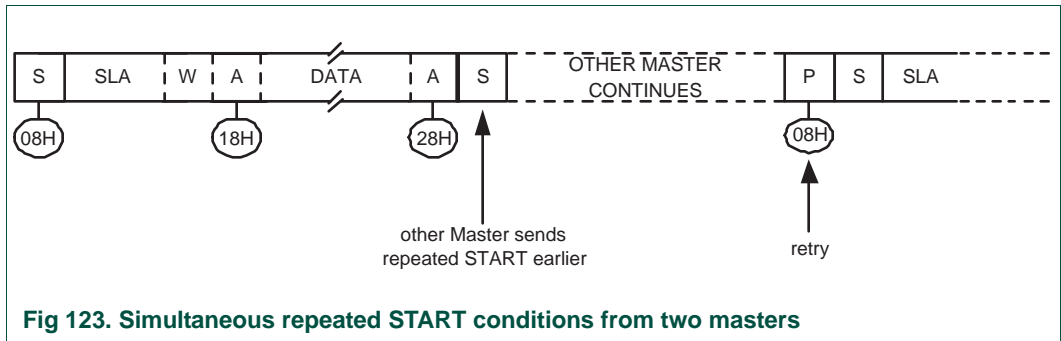 S SLA W A DATA A S OTHER MASTER CONTINUES P S SLA
08H 18H 28H 08H
other Master sends
repeated START earlier
retry
Fig 123. Simultaneous repeated START conditions from two masters